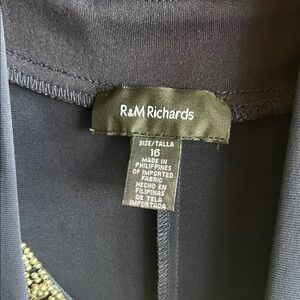 R&M Richards
SIZE/TALLA
16
MADE IN
PHILIPPINES
OF IMPORTED
FABRIC
HECHO EN
FILIPINAS
DE TELA
IMPORTADA